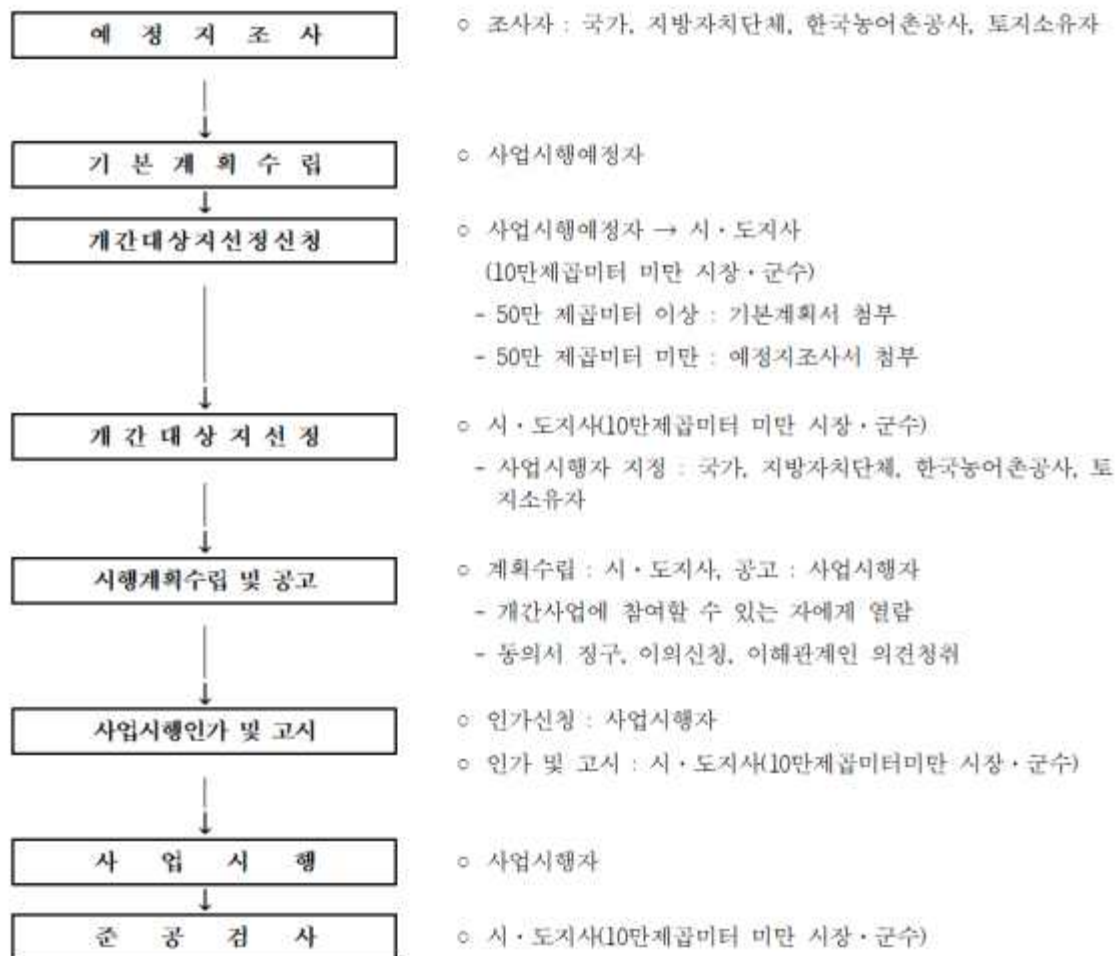 예 정 지 조 사
○ 조사자 : 국가, 지방자치단체, 한국농어촌공사, 토지소유자
기 본 계 획 수 립
○ 사업시행예정자
개간대상지선정신청
○ 사업시행예정자 → 시·도지사
(10만제곱미터 미만 시장·군수)
- 50만 제곱미터 이상 : 기본계획서 첨부
- 50만 제곱미터 미만 : 예정지조사서 첨부
개 간 대 상 지 선 정
○ 시·도지사(10만제곱미터 미만 시장·군수)
- 사업시행자 지정 : 국가, 지방자치단체, 한국농어촌공사, 토
지소유자
시행계획수립 및 공고
○ 계획수립 : 시·도지사, 공고 : 사업시행자
- 개간사업에 참여할 수 있는 자에게 열람
- 동의서 징구, 이의신청, 이해관계인 의견청취
사업시행인가 및 고시
○ 인가신청 : 사업시행자
○ 인가 및 고시 : 시·도지사(10만제곱미터미만 시장·군수)
사 업 시 행
○ 사업시행자
준 공 검 사
○ 시·도지사(10만제곱미터 미만 시장·군수)